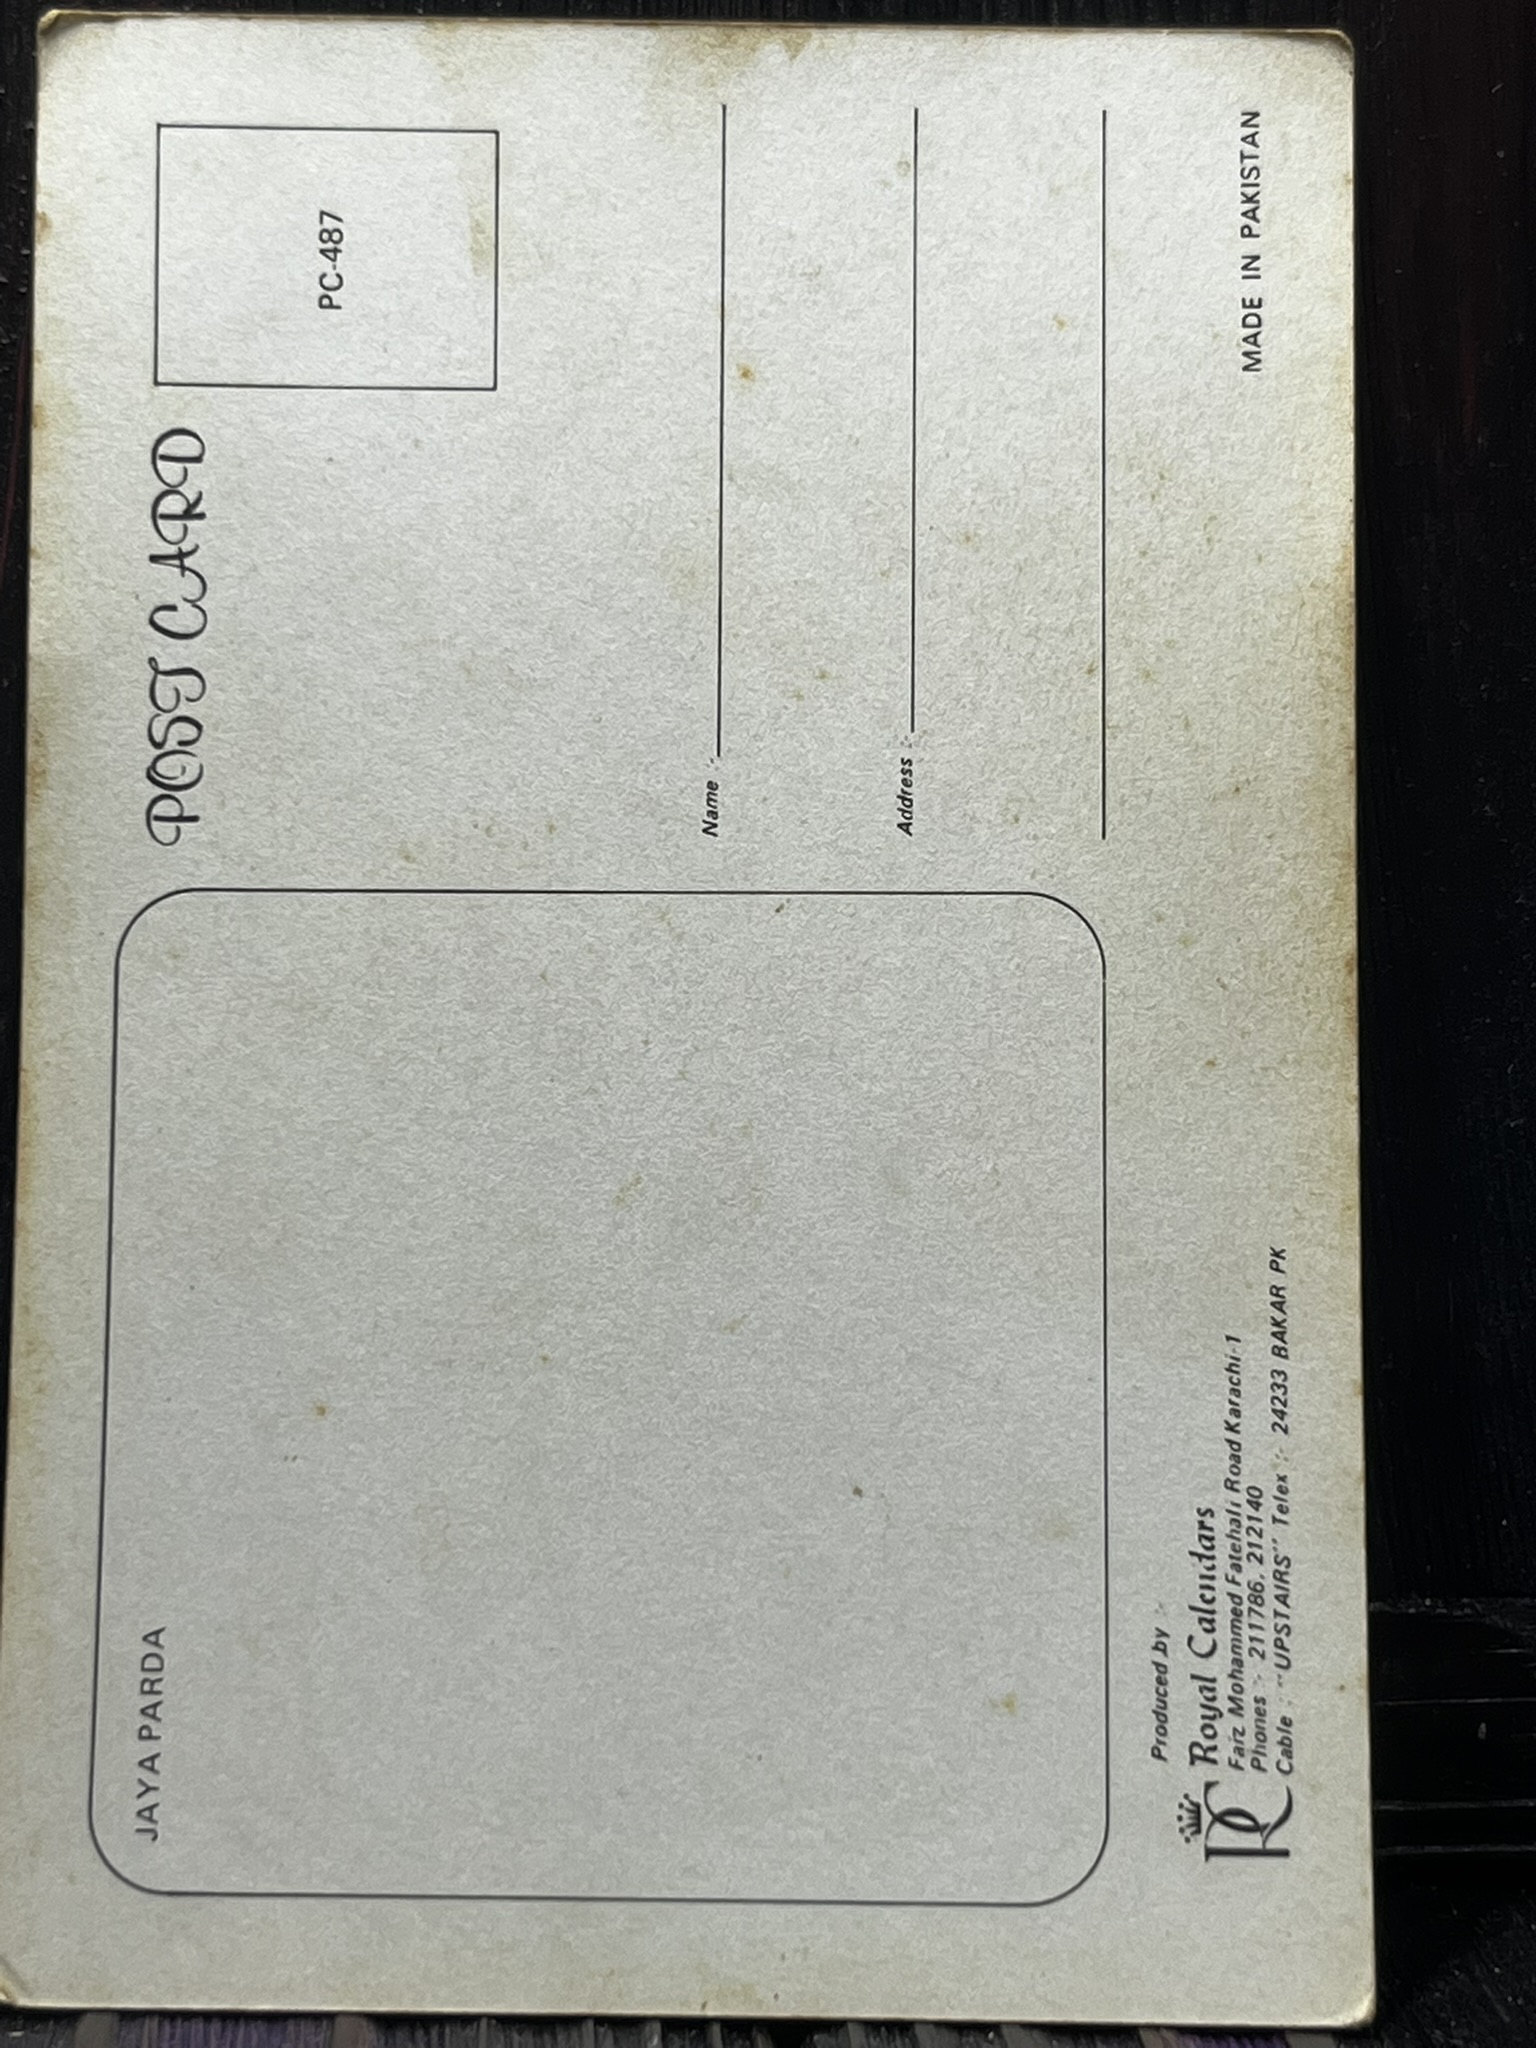 JAYA PARDA
POST CARD
PC-487
Name :-
Address :-
Produced by :-
RC Royal Calendars
Faiz Mohammed Fatehali Road Karachi-1
Phones :- 211786, 212140
Cable : "UPSTAIRS" Telex :- 24233 BAKAR PK
MADE IN PAKISTAN